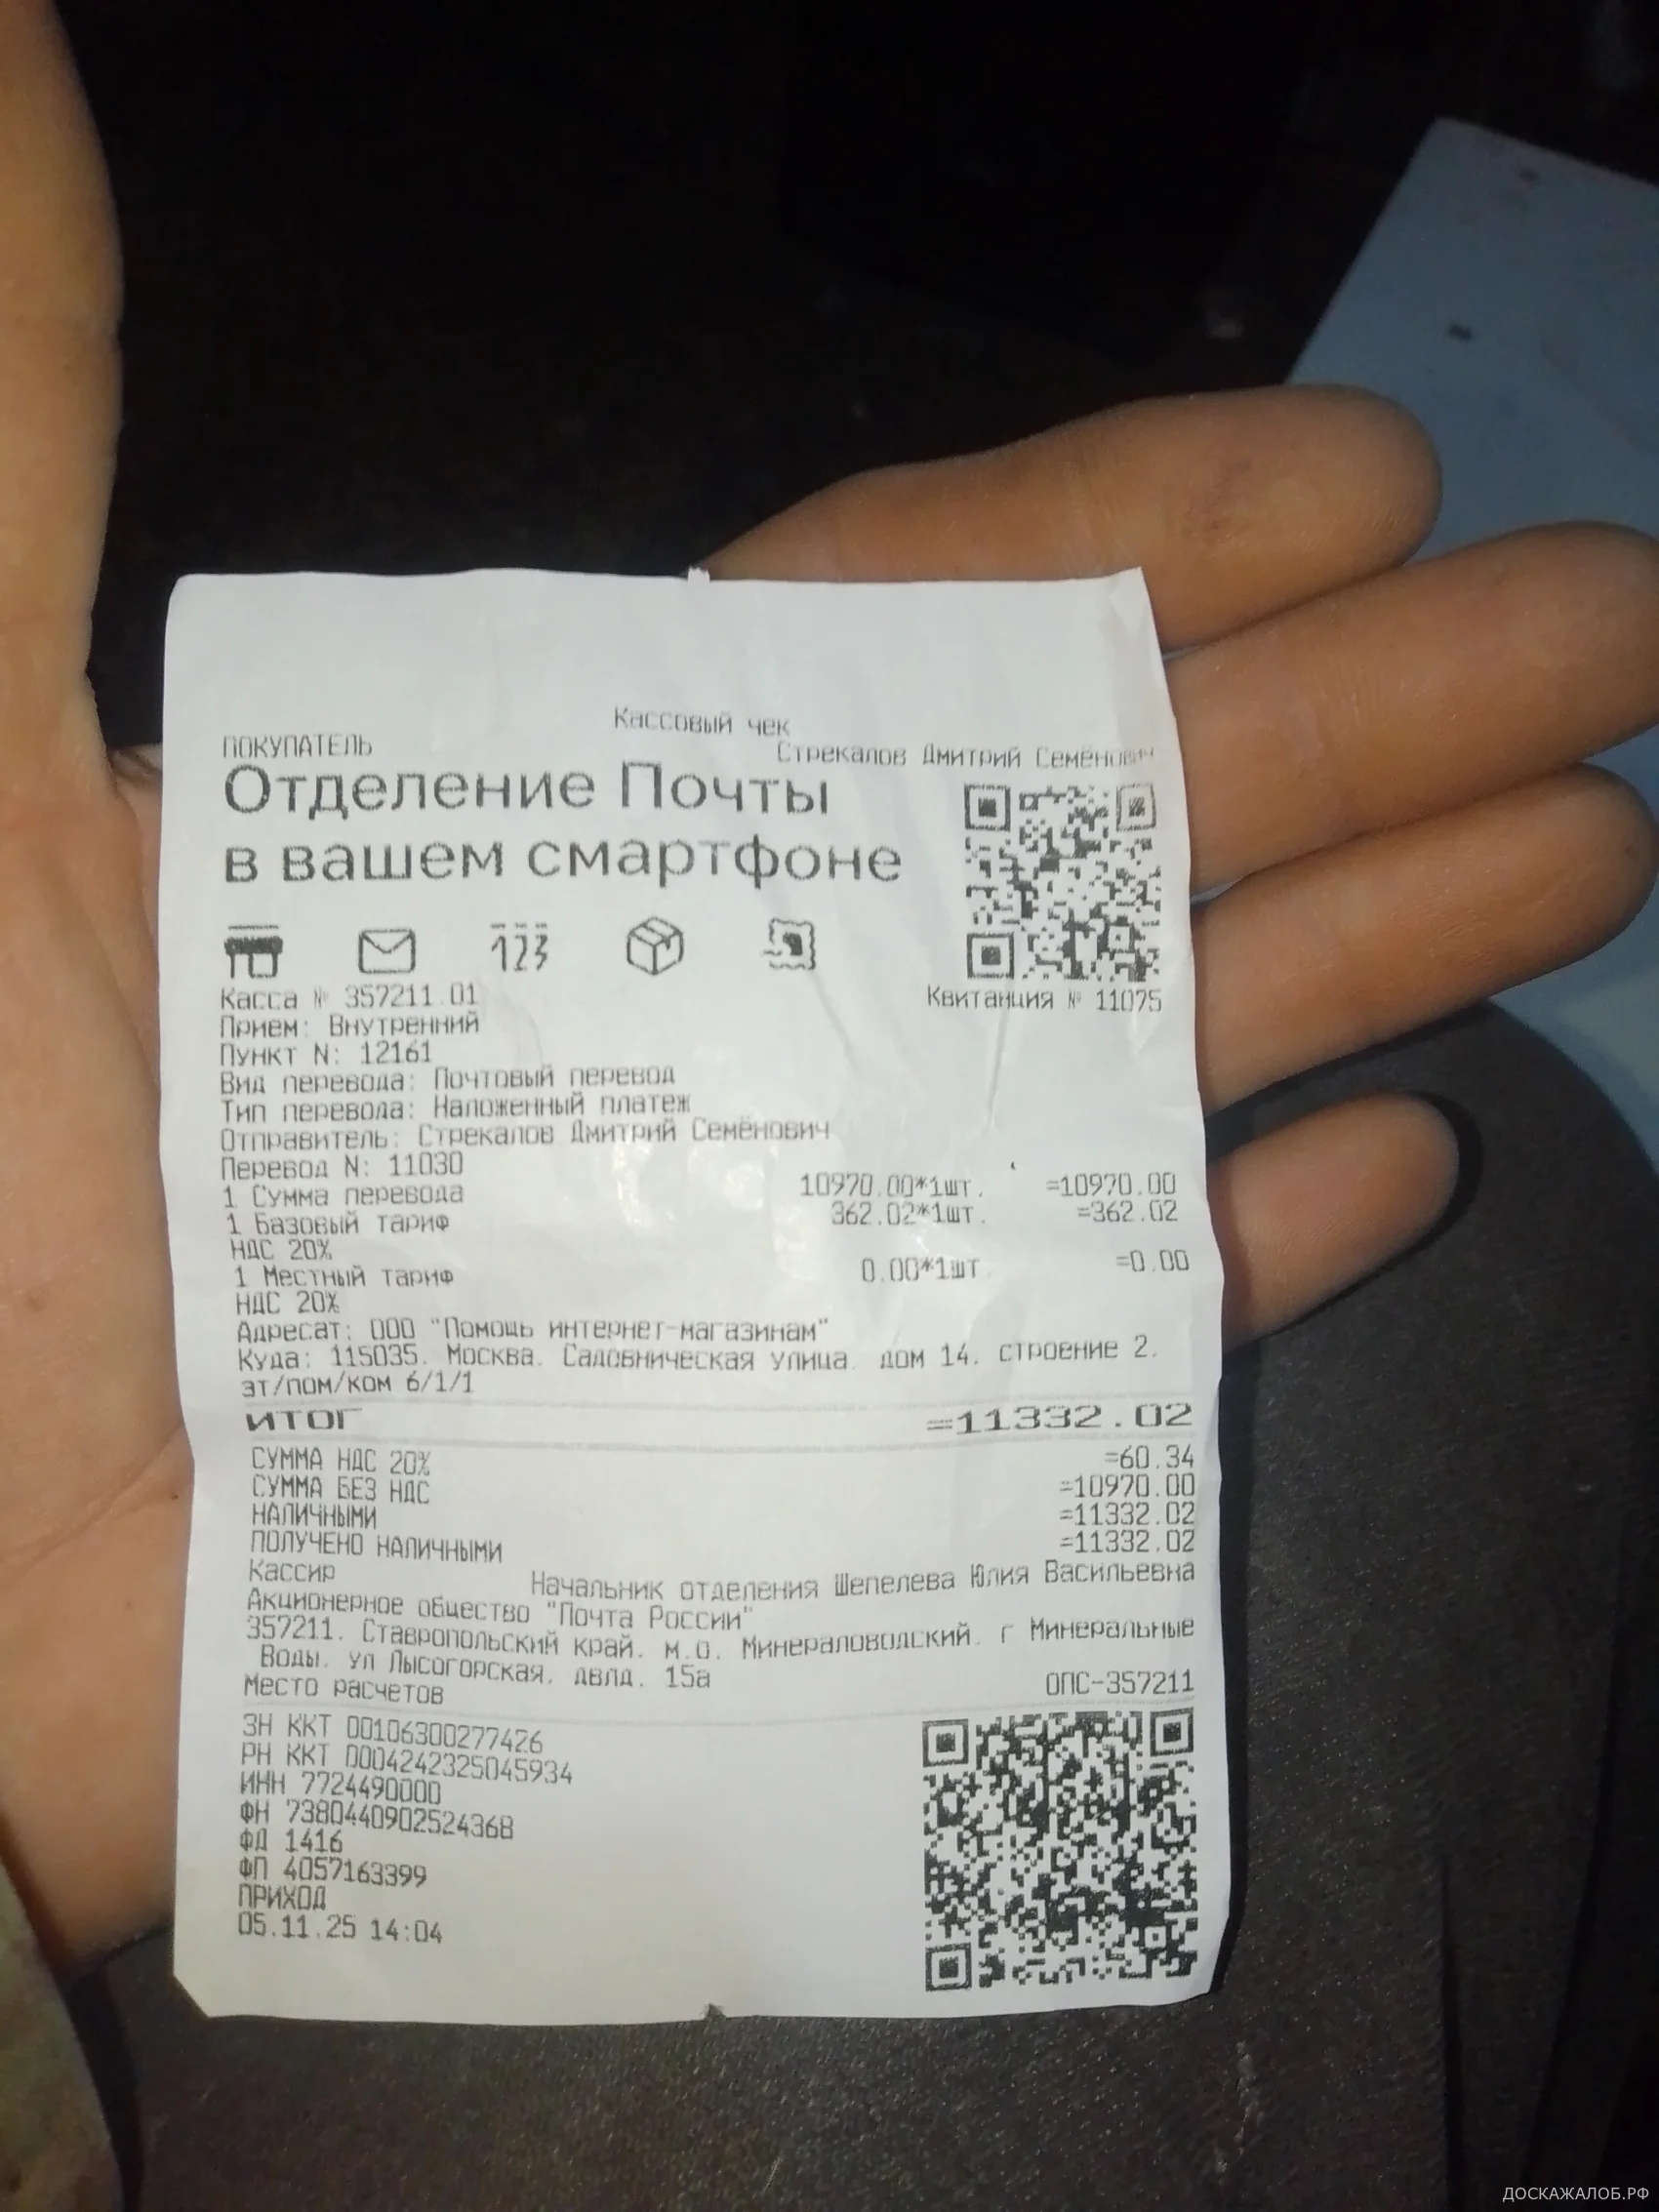 Кассовый чек
ПОКУПАТЕЛЬ Стрекалов Дмитрий Семёнович
Отделение Почты
в вашем смартфоне
123
Касса № 357211.01 Квитанция № 11075
Прием: Внутренний
Пункт N: 12161
Вид перевода: Почтовый перевод
Тип перевода: Наложенный платеж
Отправитель: Стрекалов Дмитрий Семёнович
Перевод N: 11030
1 Сумма перевода 10970.00*1шт. =10970.00
1 Базовый тариф 362.02*1шт. =362.02
НДС 20%
1 Местный тариф 0.00*1шт. =0.00
НДС 20%
Адресат: ООО "Помощь интернет-магазинам"
Куда: 115035, Москва, Садовническая улица, дом 14, строение 2,
эт/пом/ком 6/1/1
ИТОГ =11332.02
СУММА НДС 20% =60.34
СУММА БЕЗ НДС =10970.00
НАЛИЧНЫМИ =11332.02
ПОЛУЧЕНО НАЛИЧНЫМИ =11332.02
Кассир Начальник отделения Шепелева Юлия Васильевна
Акционерное общество "Почта России"
357211, Ставропольский край, м.о. Минераловодский, г Минеральные
Воды, ул Лысогорская, двлд. 15а
Место расчетов ОПС-357211
ЗН ККТ 00106300277426
РН ККТ 0004242325045934
ИНН 7724490000
ФН 7380440902524368
ФД 1416
ФП 4057163399
ПРИХОД
05.11.25 14:04
ДОСКАЖАЛОБ.РФ